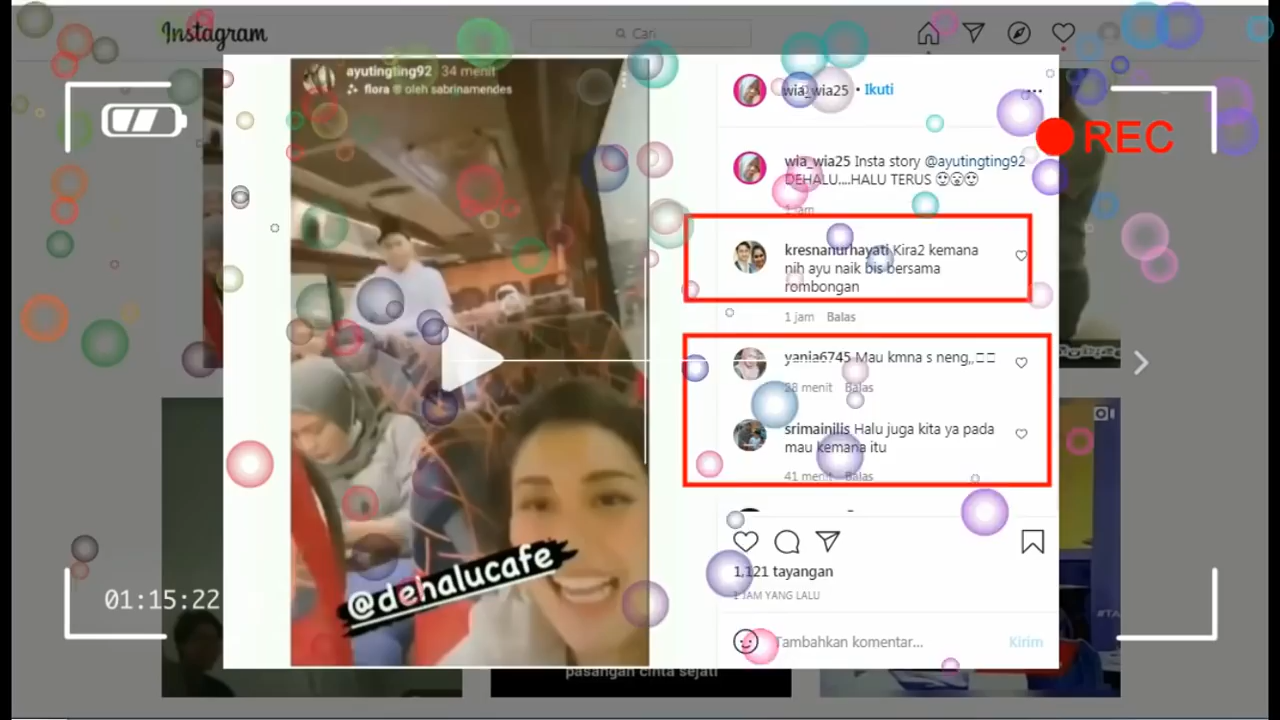 Instagram
Cari
ayutingting92 34 menit
flora oleh sabrinamendes
wia_wia25 • Ikuti
REC
wia_wia25 Insta story @ayutingting92
DEHALU....HALU TERUS
1 jam
kresnanurhayati Kira2 kemana
nih ayu naik bis bersama
rombongan
1 jam Balas
yania6745 Mau kmna s neng,,
28 menit Balas
srimainilis Halu juga kita ya pada
mau kemana itu
41 menit Balas
@dehalucafe
1,121 tayangan
1 JAM YANG LALU
01:15:22
Tambahkan komentar... Kirim
pasangan cinta sejati